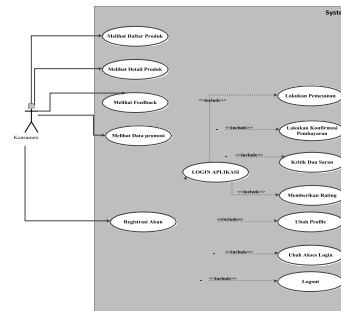 Syste
Melihat Daftar Produk
Melihat Detail Produk
Melihat Feedback
Melihat Data promosi
Konsumen
Registrasi Akun
LOGIN APLIKASI
<<include>>
Lakukan Pemesanan
<<include>>
Lakukan Konfirmasi
Pembayaran
<<include>>
Kritik Dan Saran
<<include>>
Memberikan Rating
<<include>>
Ubah Profile
<<include>>
Ubah Akses Login
<<include>>
Logout